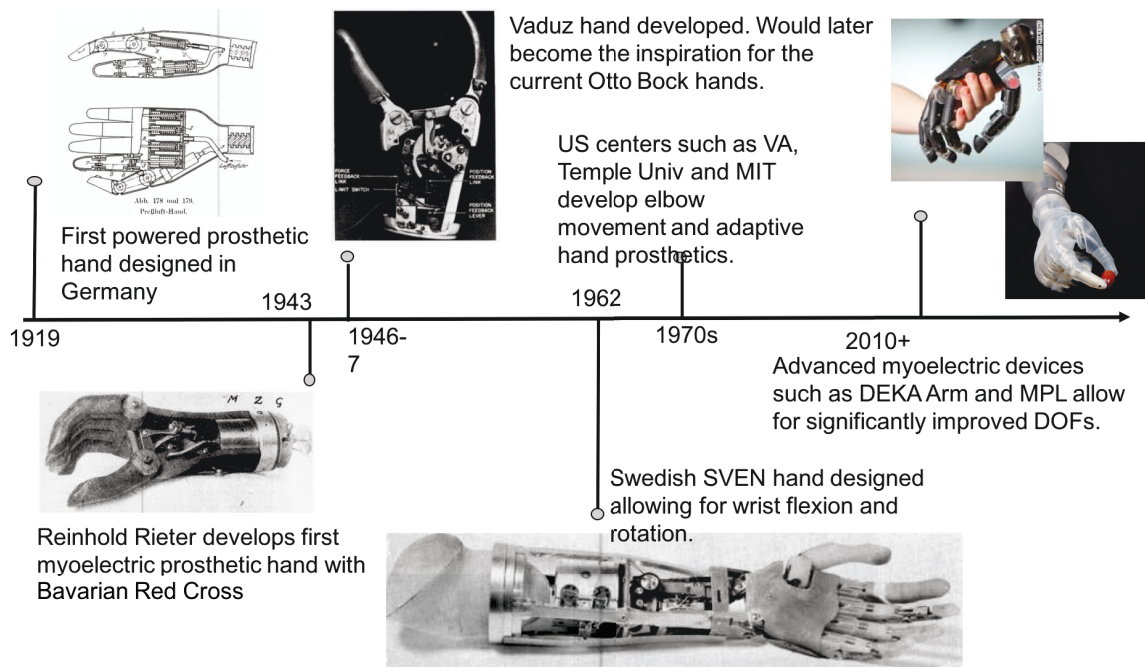 Abb. 178 und 179.
Preßluft-Hand.
First powered prosthetic
hand designed in
Germany
1919
1943
Reinhold Rieter develops first
myoelectric prosthetic hand with
Bavarian Red Cross
M Z G
FORCE
FEEDBACK
LINK
LIMIT SWITCH
POSITION
FEEDBACK
LINK
POSITION
FEEDBACK
LEVER
1946-
7
Vaduz hand developed. Would later
become the inspiration for the
current Otto Bock hands.
1962
Swedish SVEN hand designed
allowing for wrist flexion and
rotation.
US centers such as VA,
Temple Univ and MIT
develop elbow
movement and adaptive
hand prosthetics.
1970s
2010+
Advanced myoelectric devices
such as DEKA Arm and MPL allow
for significantly improved DOFs.